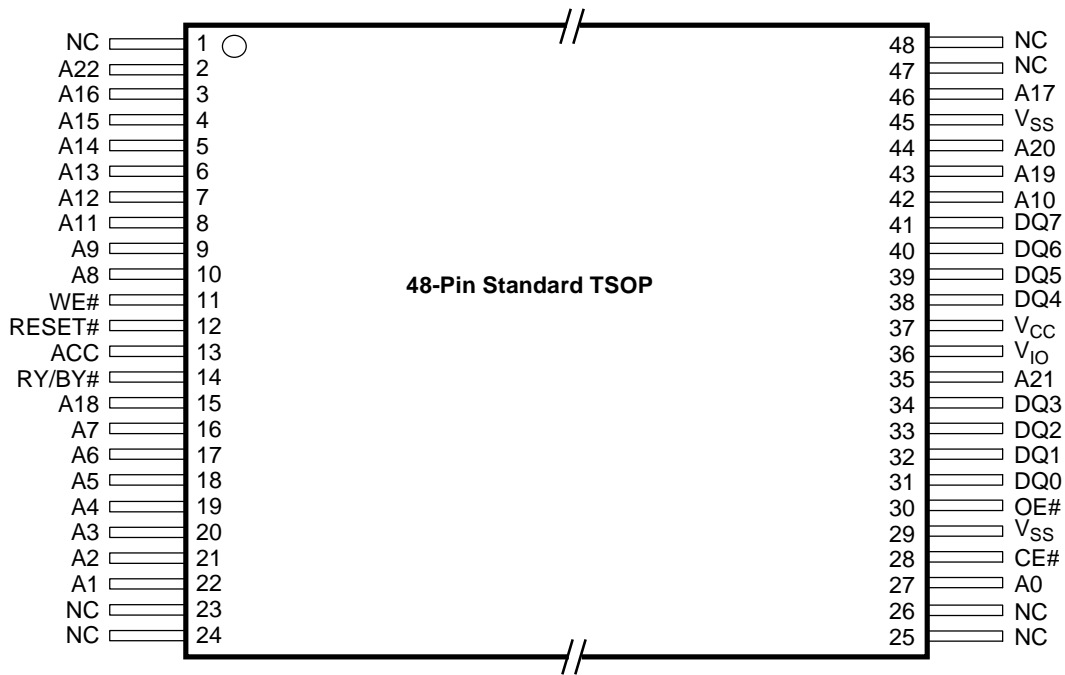 NC 1 48 NC
A22 2 47 NC
A16 3 46 A17
A15 4 45 VSS
A14 5 44 A20
A13 6 43 A19
A12 7 42 A10
A11 8 41 DQ7
A9 9 40 DQ6
A8 10 39 DQ5
48-Pin Standard TSOP
WE# 11 38 DQ4
RESET# 12 37 VCC
ACC 13 36 VIO
RY/BY# 14 35 A21
A18 15 34 DQ3
A7 16 33 DQ2
A6 17 32 DQ1
A5 18 31 DQ0
A4 19 30 OE#
A3 20 29 VSS
A2 21 28 CE#
A1 22 27 A0
NC 23 26 NC
NC 24 25 NC